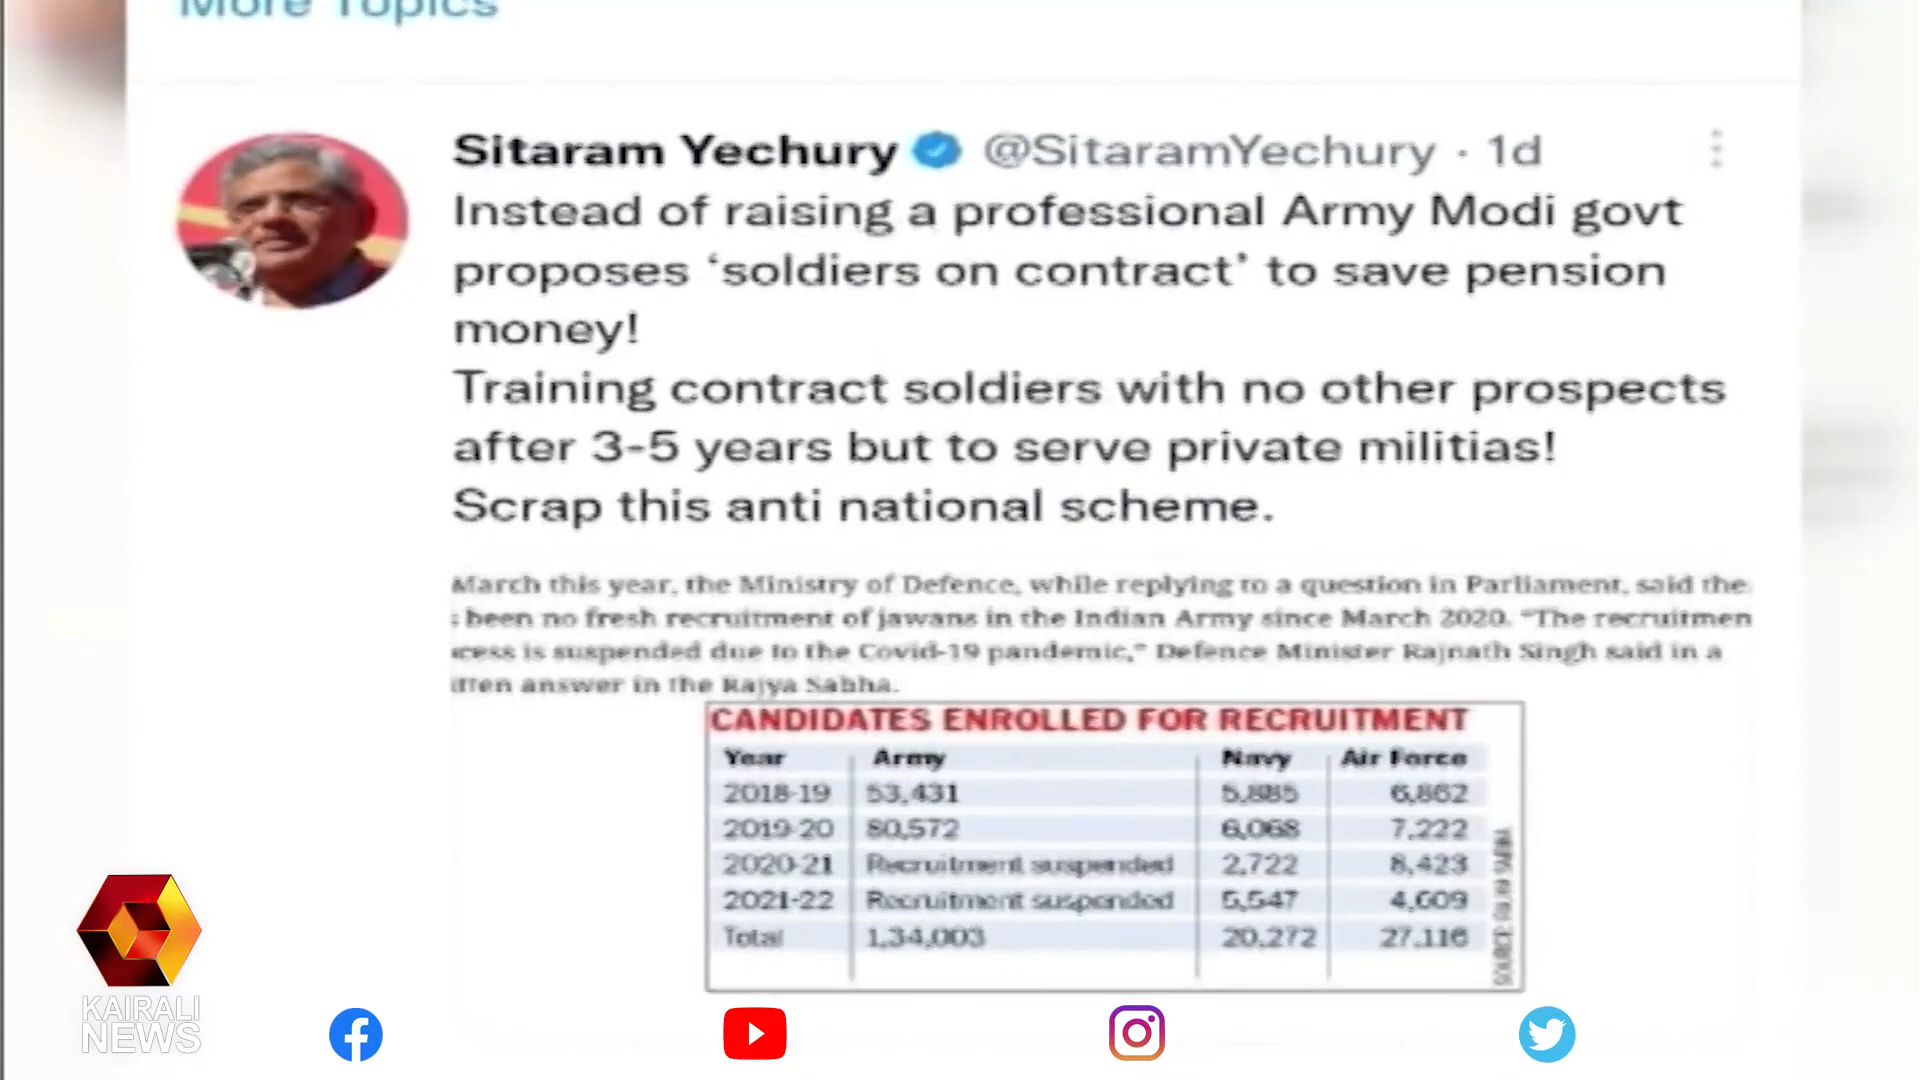 More Topics
Sitaram Yechury @SitaramYechury · 1d
Instead of raising a professional Army Modi govt
proposes ‘soldiers on contract’ to save pension
money!
Training contract soldiers with no other prospects
after 3-5 years but to serve private militias!
Scrap this anti national scheme.
March this year, the Ministry of Defence, while replying to a question in Parliament, said the
been no fresh recruitment of jawans in the Indian Army since March 2020. “The recruitmen
cess is suspended due to the Covid-19 pandemic,” Defence Minister Rajnath Singh said in a
tten answer in the Rajya Sabha.
CANDIDATES ENROLLED FOR RECRUITMENT
Year Army Navy Air Force
2018-19 53,431 5,885 6,862
2019-20 80,572 6,068 7,222
2020-21 Recruitment suspended 2,722 8,423
2021-22 Recruitment suspended 5,547 4,609
Total 1,34,003 20,272 27,116
KAIRALI
NEWS